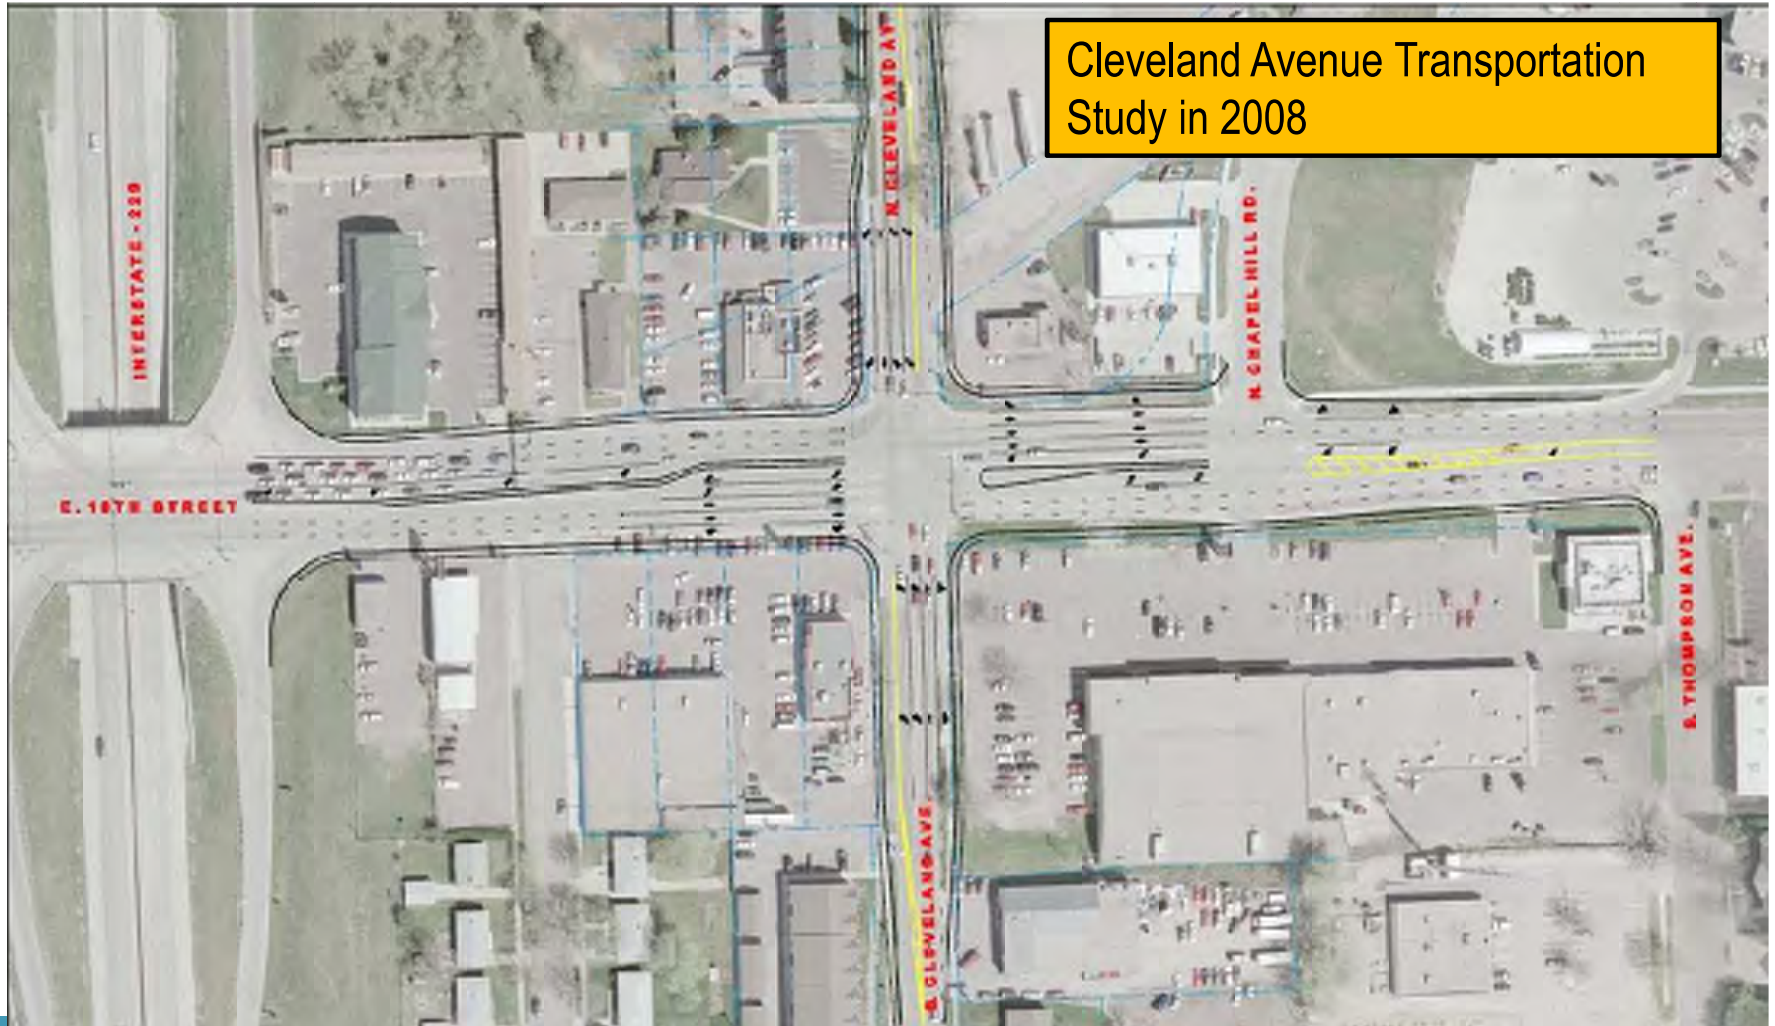 Cleveland Avenue Transportation
Study in 2008
N. CLEVELAND AV
INTERSTATE - 229
N. CHAPEL HILL RD.
E. 10TH STREET
S. THOMPSON AVE.
S. CLEVELAND AVE.